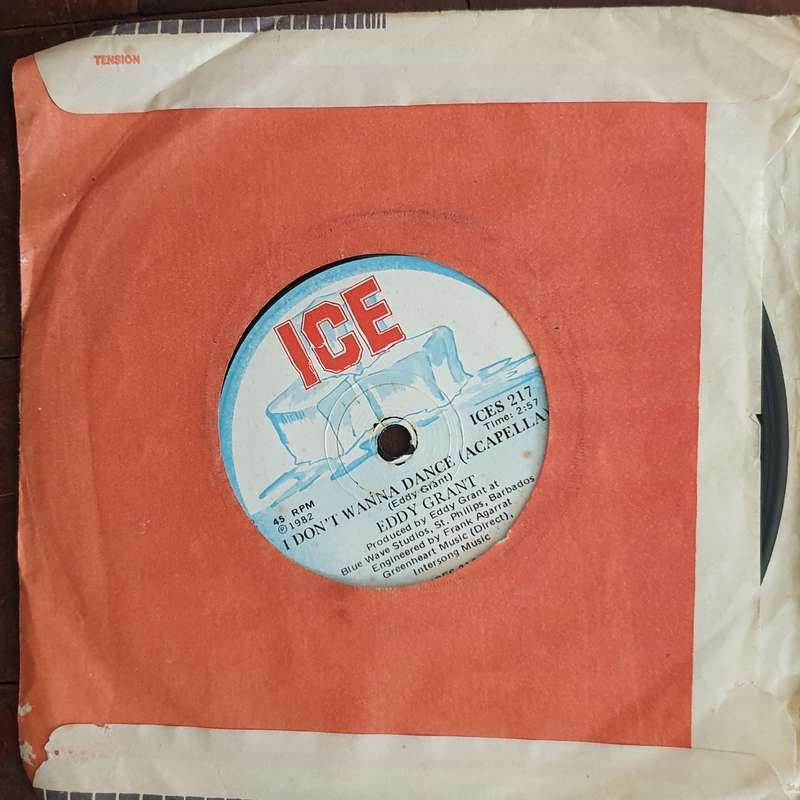 TENSION
ICE
ICES 217
Time: 2:57
45 RPM
℗1982
I DON'T WANNA DANCE (ACAPELLA)
(Eddy Grant)
EDDY GRANT
Produced by Eddy Grant at
Blue Wave Studios, St. Philips, Barbados
Engineered by Frank Agarrat
Greenheart Music (Direct),
Intersong Music